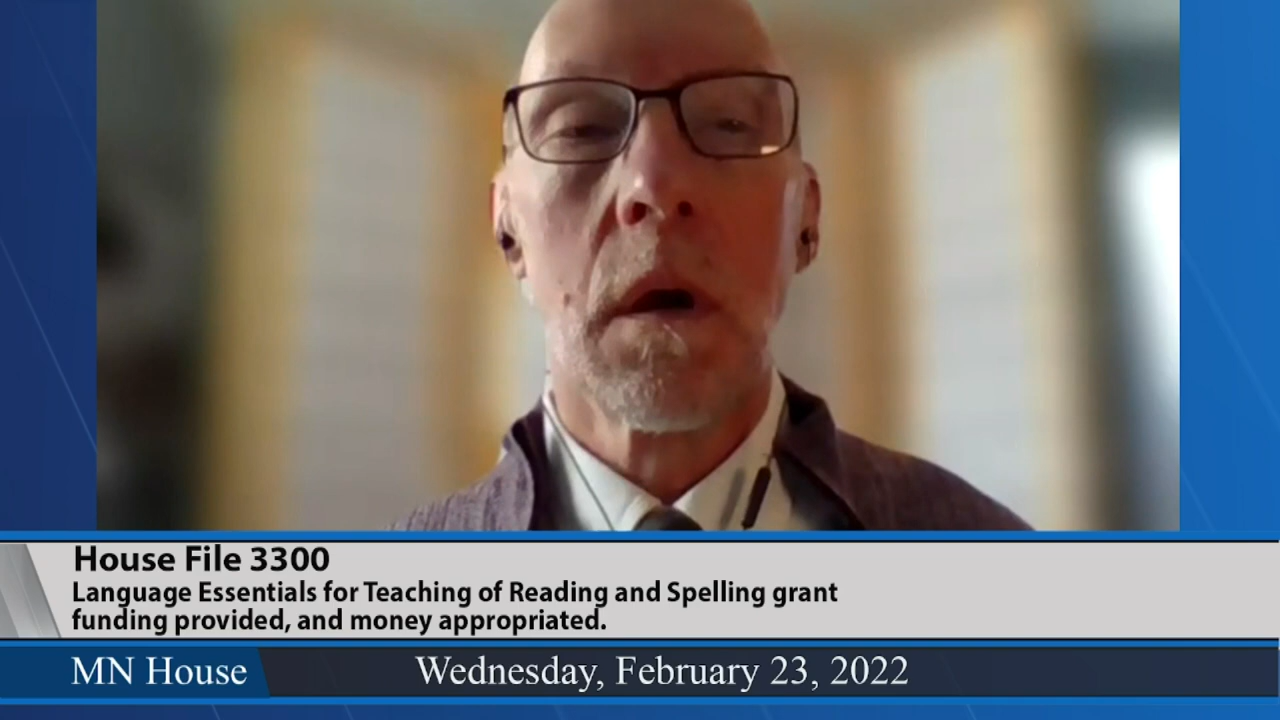 House File 3300
Language Essentials for Teaching of Reading and Spelling grant
funding provided, and money appropriated.
MN House
Wednesday, February 23, 2022